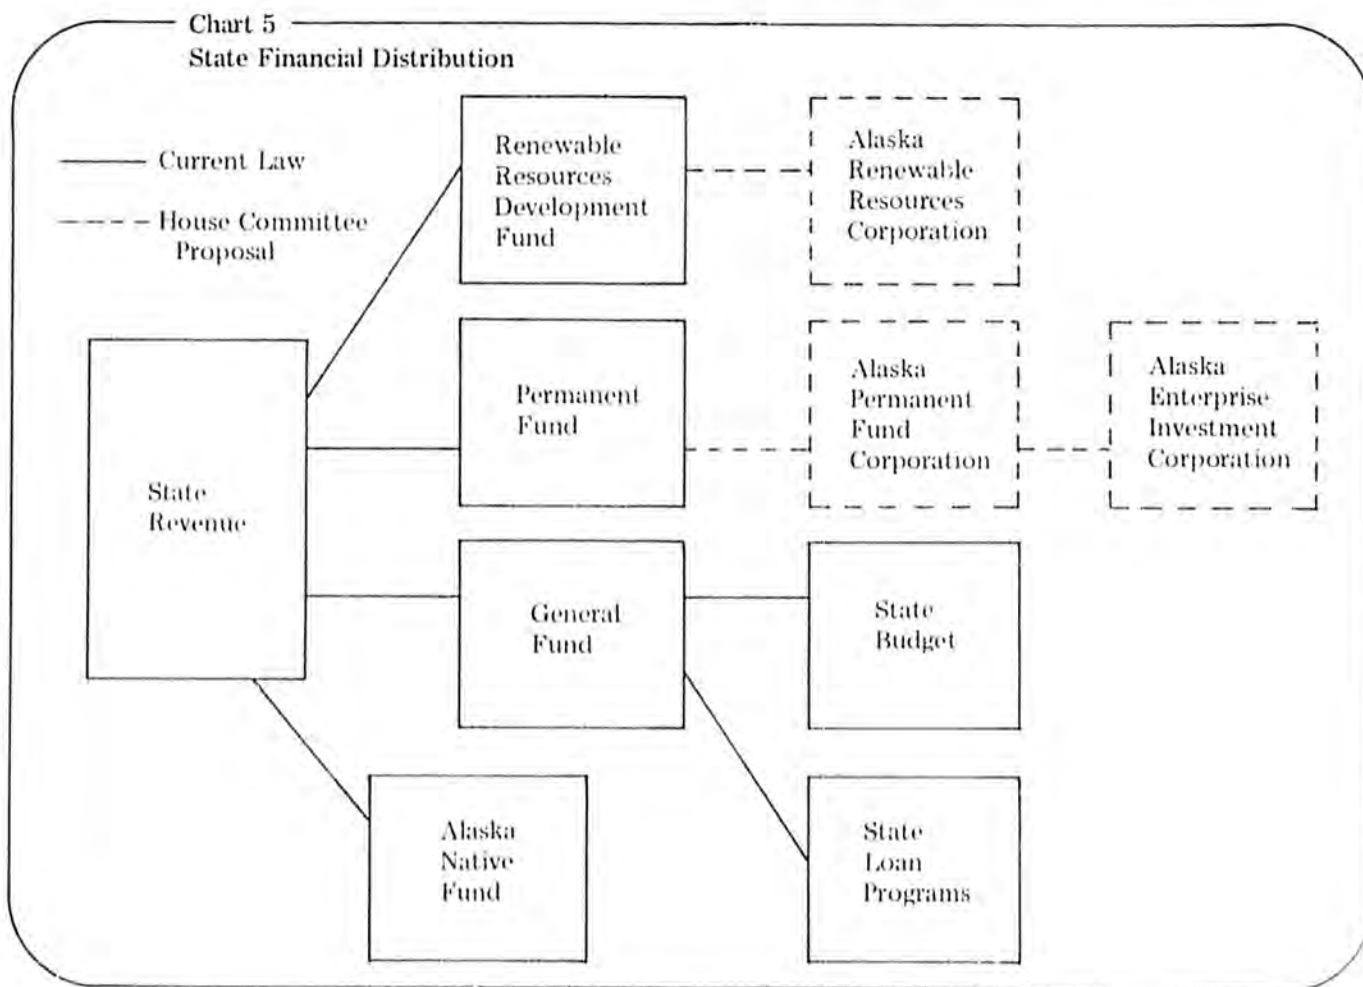 Chart 5
State Financial Distribution
Current Law
House Committee
Proposal
Renewable
Resources
Development
Fund
Alaska
Renewable
Resources
Corporation
Permanent
Fund
Alaska
Permanent
Fund
Corporation
Alaska
Enterprise
Investment
Corporation
State
Revenue
General
Fund
State
Budget
Alaska
Native
Fund
State
Loan
Programs